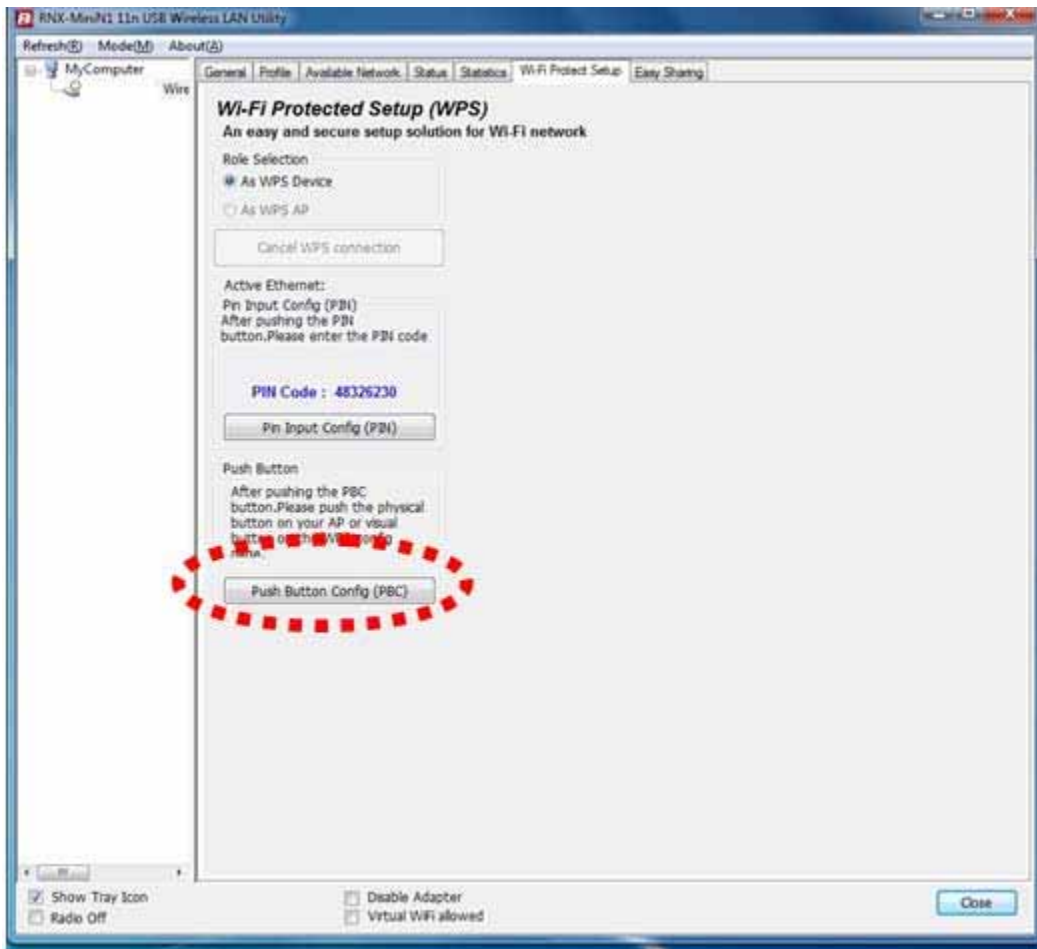 RNX-MiniN1 11n USB Wireless LAN Utility
Refresh(R) Mode(M) About(A)
MyComputer
Wire
General Profile Available Network Status Statistics Wi-Fi Protect Setup Easy Sharing
Wi-Fi Protected Setup (WPS)
An easy and secure setup solution for Wi-Fi network
Role Selection
As WPS Device
As WPS AP
Cancel WPS connection
Active Ethernet:
Pin Input Config (PIN)
After pushing the PIN
button.Please enter the PIN code
PIN Code : 48326230
Pin Input Config (PIN)
Push Button
After pushing the PBC
button.Please push the physical
button on your AP or visual
button on the WPS config
Push Button Config (PBC)
Show Tray Icon
Radio Off
Disable Adapter
Virtual WiFi allowed
Close